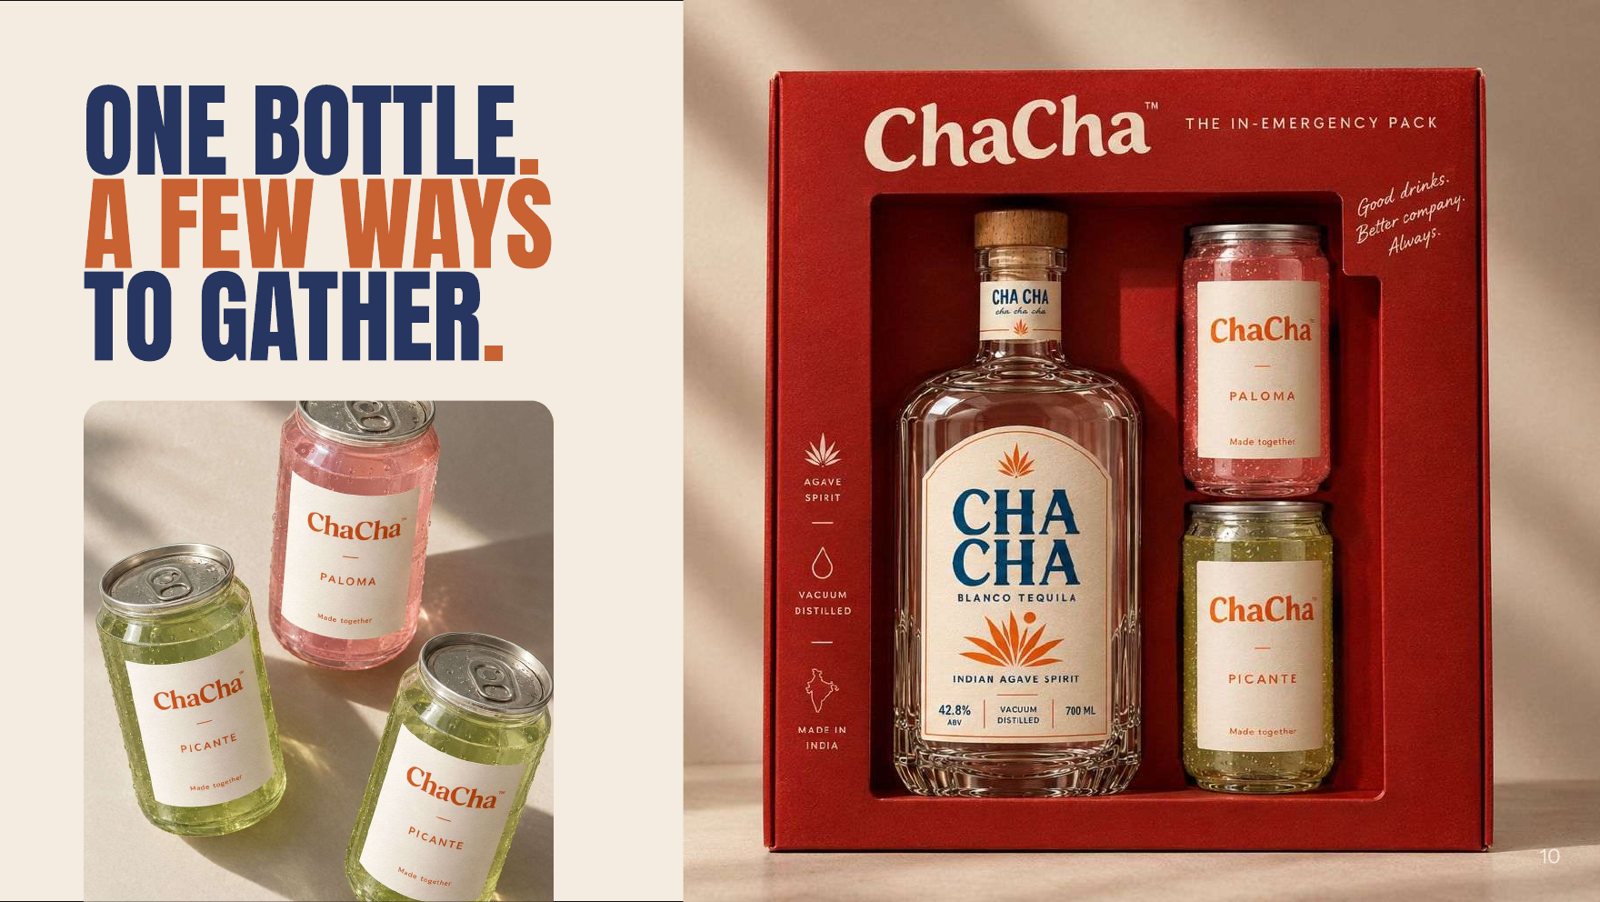 ONE BOTTLE.
A FEW WAYS
TO GATHER.
ChaCha™
PALOMA
Made together
ChaCha™
PICANTE
Made together
ChaCha™
PICANTE
Made together
ChaCha™
THE IN-EMERGENCY PACK
Good drinks.
Better company.
Always.
AGAVE
SPIRIT
VACUUM
DISTILLED
MADE IN
INDIA
CHA CHA
cha cha cha
CHA
CHA
BLANCO TEQUILA
INDIAN AGAVE SPIRIT
42.8%
ABV
VACUUM
DISTILLED
700 ML
ChaCha™
PALOMA
Made together
ChaCha™
PICANTE
Made together
10